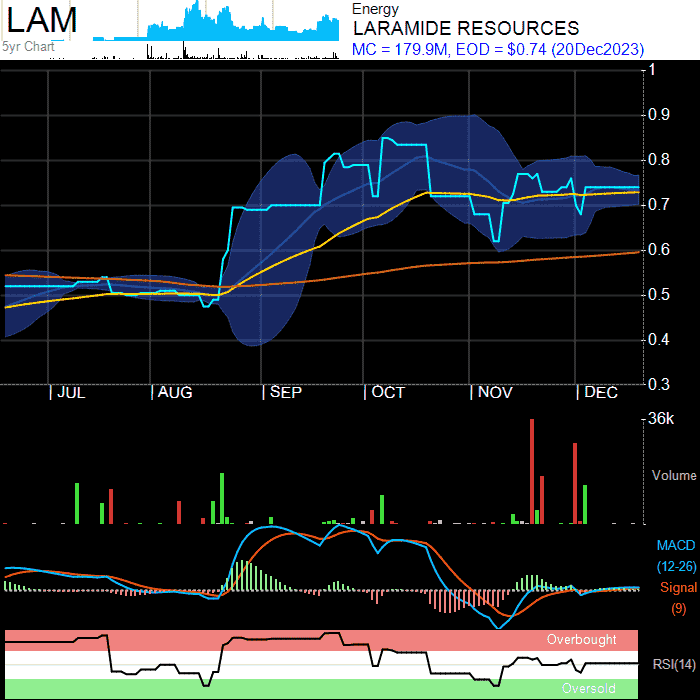 LAM
5yr Chart
Energy
LARAMIDE RESOURCES
MC = 179.9M, EOD = $0.74 (20Dec2023)
1
0.9
0.8
0.7
0.6
0.5
0.4
0.3
JUL
AUG
SEP
OCT
NOV
DEC
36k
Volume
MACD
(12-26)
Signal
(9)
Overbought
RSI(14)
Oversold